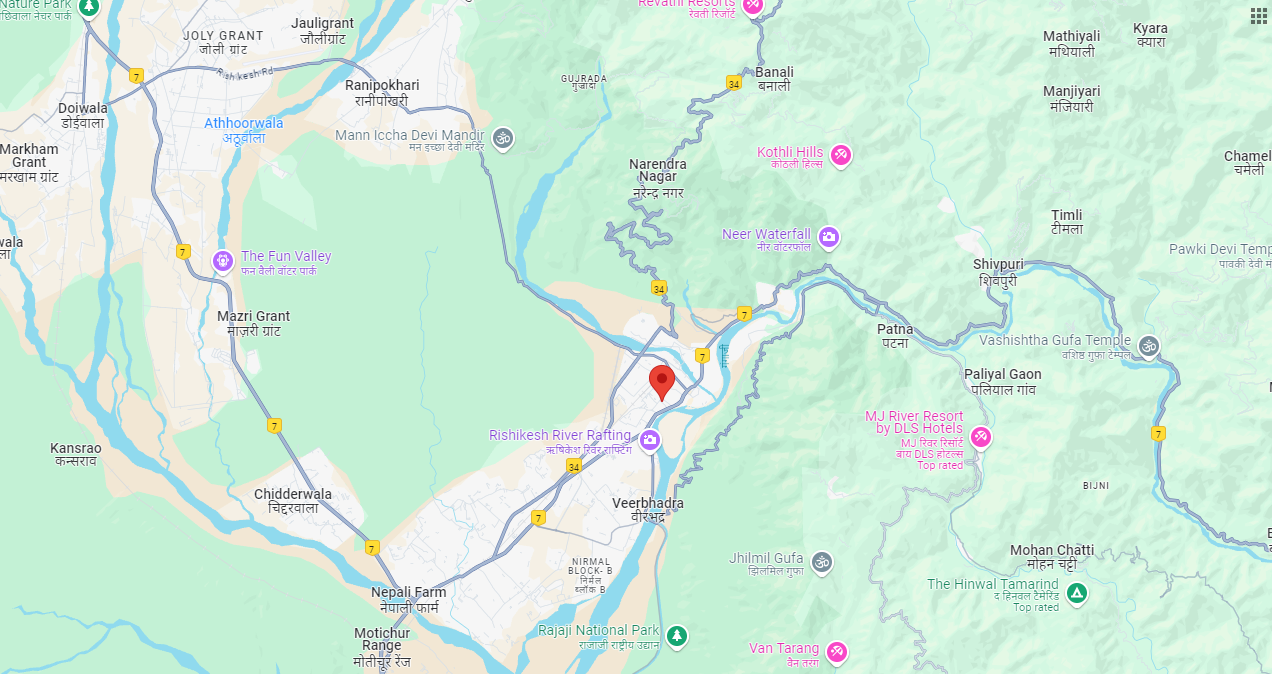 Nature Park
Revathi Resorts
रेवती रिजॉर्ट
Jauligrant
जौलीग्रांट
JOLY GRANT
जोली ग्रांट
Kyara
क्यारा
Mathiyali
मथियाली
7
Rishikesh Rd
Ranipokhari
रानीपोखरी
GUJRADA
गुजरादा
34
Banali
बनाली
Manjiyari
मंजियारी
Doiwala
डोईवाला
Athhoorwala
अठूर्वाला
Mann Iccha Devi Mandir
मन इच्छा देवी मंदिर
Markham
Grant
मरखाम ग्रांट
Narendra
Nagar
नरेन्द्र नगर
Kothli Hills
कोठली हिल्स
Chamel
चमेली
Timli
टीमला
Neer Waterfall
नीर वॉटरफॉल
wala
ला
7
The Fun Valley
फन वैली वॉटर पार्क
Pawki Devi Temp
पावकी देवी मं
Shivpuri
शिवपुरी
34
7
Mazri Grant
माज़री ग्रांट
Patna
पटना
Vashishtha Gufa Temple
वशिष्ठ गुफ़ा टेम्पल
7
गंगाजी
Paliyal Gaon
पलियाल गांव
7
MJ River Resort
by DLS Hotels
MJ रिवर रिसॉर्ट
बाय DLS होटल्स
Top rated
Rishikesh River Rafting
ऋषिकेश रिवर राफ्टिंग
7
Kansrao
कन्सराव
34
Chidderwala
चिद्दरवाला
BIJNI
Veerbhadra
वीरभद्र
7
7
Mohan Chatti
मोहन चट्टी
Jhilmil Gufa
झिलमिल गुफा
NIRMAL
BLOCK- B
निर्मल
ब्लॉक B
Nepali Farm
नेपाली फार्म
The Hinwal Tamarind
द हिनवल टैमेरिंड
Top rated
Motichur
Range
मोतीचूर रेंज
Rajaji National Park
राजाजी राष्ट्रीय उद्यान
Van Tarang
वैन तरंग